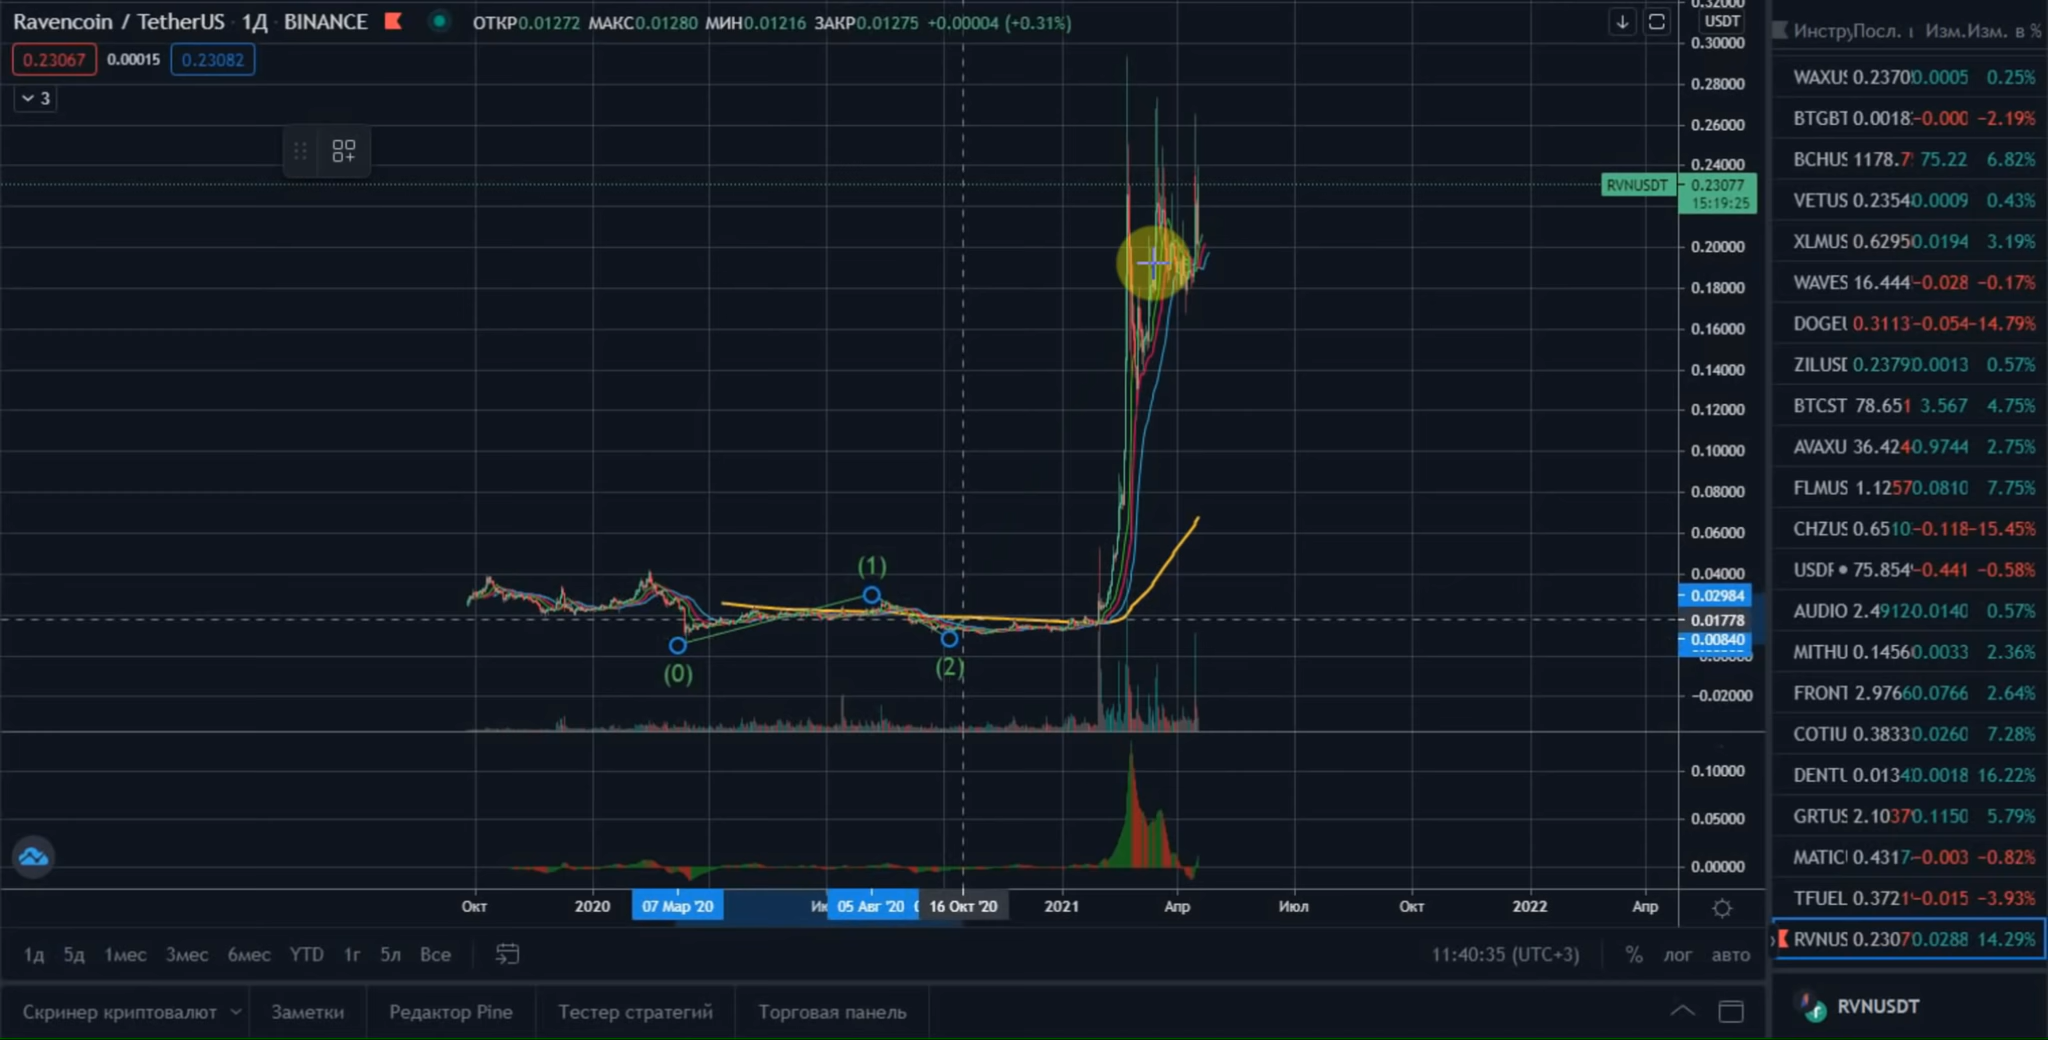 Ravencoin / TetherUS · 1Д · BINANCE ОТКР0.01272 МАКС0.01280 МИН0.01216 ЗАКР0.01275 +0.00004 (+0.31%)
0.23067 0.00015 0.23082
3
0.32000
USDT
0.30000
0.28000
0.26000
0.24000
RVNUSDT 0.23077
15:19:25
0.20000
0.18000
0.16000
0.14000
0.12000
0.10000
0.08000
0.06000
0.04000
0.02984
0.01778
0.00840
0.00000
-0.02000
0.10000
0.05000
0.00000
(0)
(1)
(2)
Окт 2020 07 Мар '20 05 Авг '20 16 Окт '20 2021 Апр Июл Окт 2022 Апр
1д 5д 1мес 3мес 6мес YTD 1г 5л Все 11:40:35 (UTC+3) % лог авто
Скринер криптовалют Заметки Редактор Pine Тестер стратегий Торговая панель
Посл. Изм. Изм. в %
WAXUS 0.2370 0.0005 0.25%
BTGBT 0.0018 -0.000 -2.19%
BCHUS 1178.7 75.22 6.82%
VETUS 0.2354 0.0009 0.43%
XLMUS 0.6295 0.0194 3.19%
WAVES 16.444 -0.028 -0.17%
DOGEU 0.3113 -0.054 -14.79%
ZILUSD 0.2379 0.0013 0.57%
BTCST 78.651 3.567 4.75%
AVAXU 36.424 0.9744 2.75%
FLMUS 1.1257 0.0810 7.75%
CHZUS 0.6510 -0.118 -15.45%
75.854 -0.441 -0.58%
AUDIO 2.4912 0.0140 0.57%
MITHU 0.1456 0.0033 2.36%
FRONT 2.9766 0.0766 2.64%
COTIU 0.3833 0.0260 7.28%
DENTU 0.0134 0.0018 16.22%
GRTUS 2.1037 0.1150 5.79%
MATIC 0.4317 -0.003 -0.82%
TFUEL 0.3721 -0.015 -3.93%
RVNUS 0.2307 0.0288 14.29%
RVNUSDT